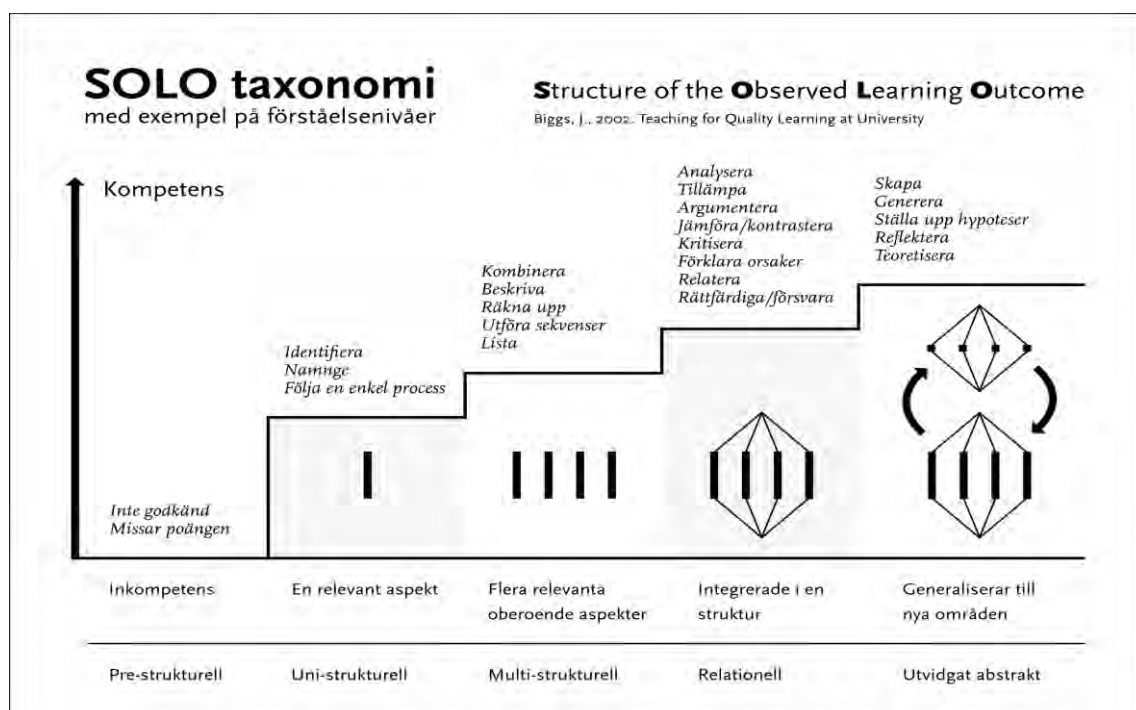 SOLO taxonomi
med exempel på förståelsenivåer
Structure of the Observed Learning Outcome
Biggs, J., 2002. Teaching for Quality Learning at University
Kompetens
Inte godkänd
Missar poängen
Identifiera
Namnge
Följa en enkel process
Kombinera
Beskriva
Räkna upp
Utföra sekvenser
Lista
Analysera
Tillämpa
Argumentera
Jämföra/kontrastera
Kritisera
Förklara orsaker
Relatera
Rättfärdiga/försvara
Skapa
Generera
Ställa upp hypoteser
Reflektera
Teoretisera
Inkompetens
En relevant aspekt
Flera relevanta
oberoende aspekter
Integrerade i en
struktur
Generaliserar till
nya områden
Pre-strukturell
Uni-strukturell
Multi-strukturell
Relationell
Utvidgat abstrakt